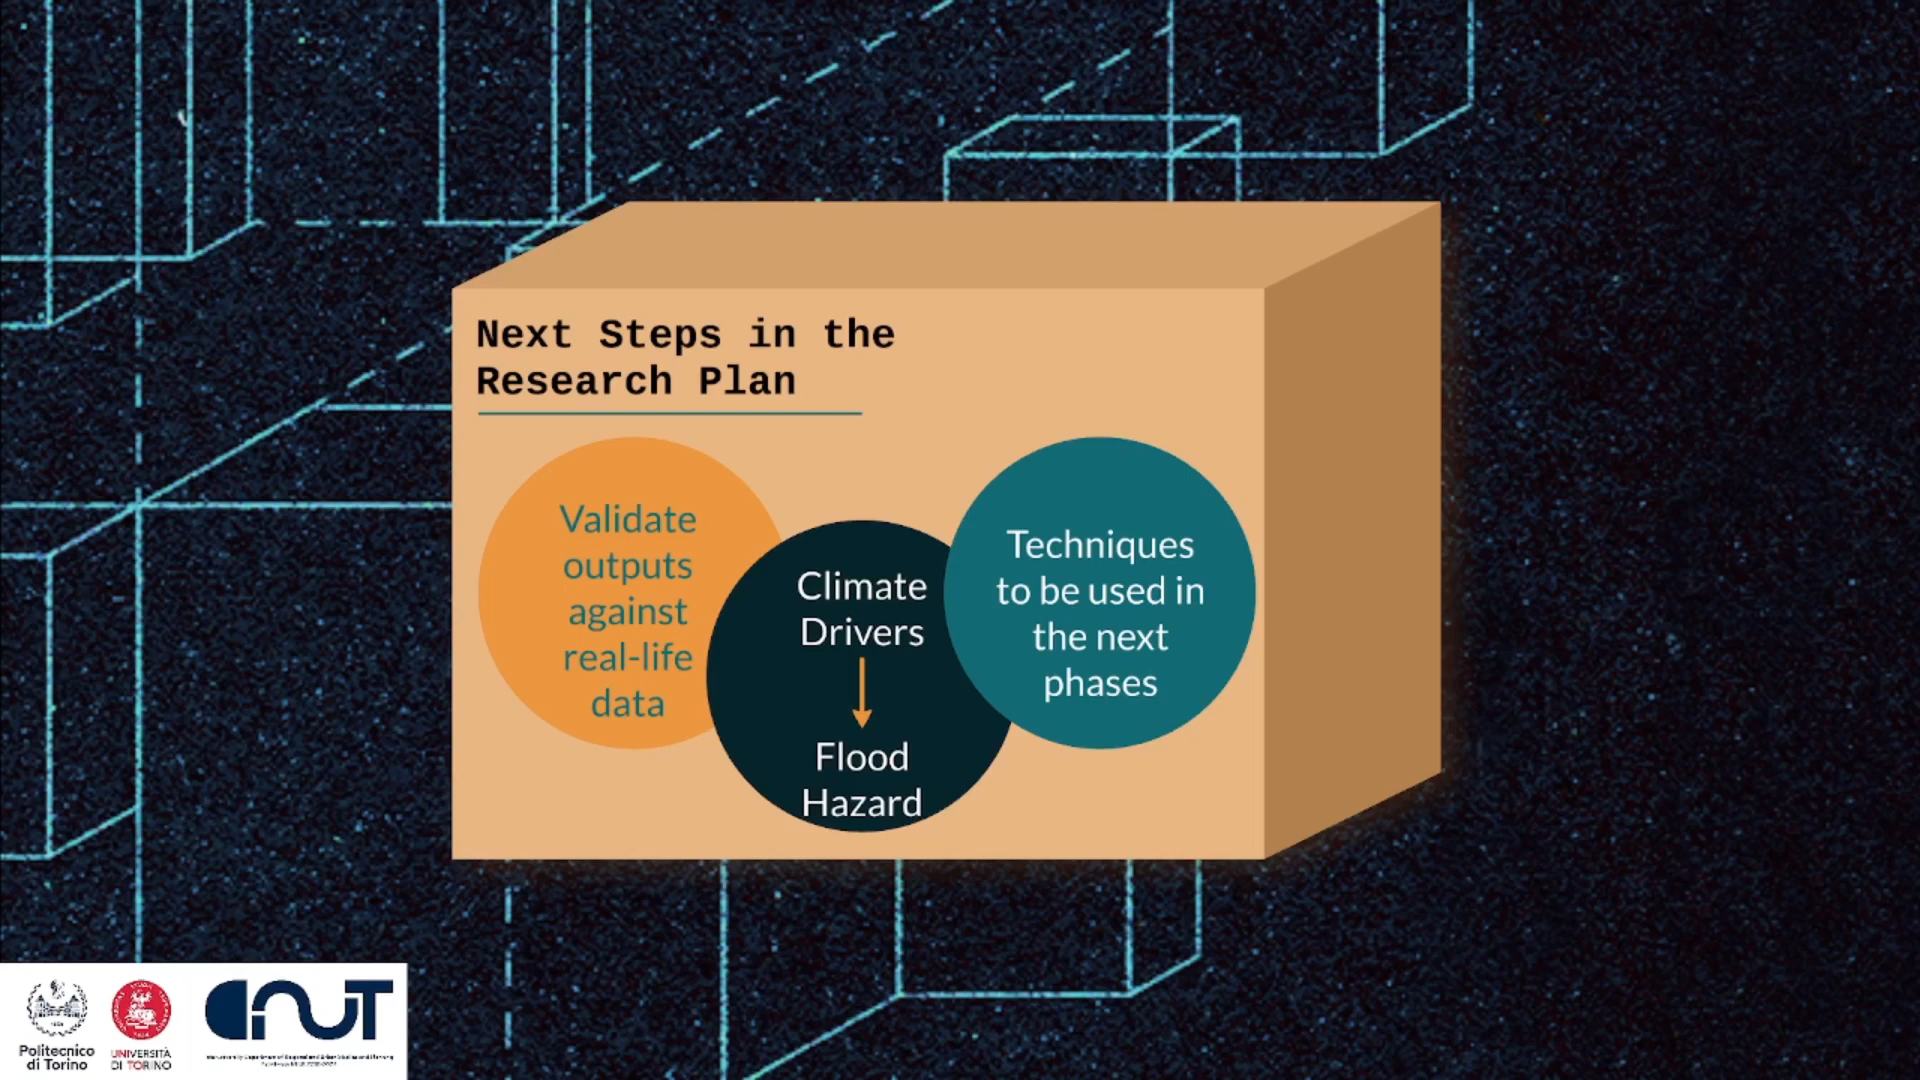 Next Steps in the
Research Plan
Validate
outputs
against
real-life
data
Climate
Drivers
Flood
Hazard
Techniques
to be used in
the next
phases
Politecnico
di Torino
UNIVERSITÀ
DI TORINO